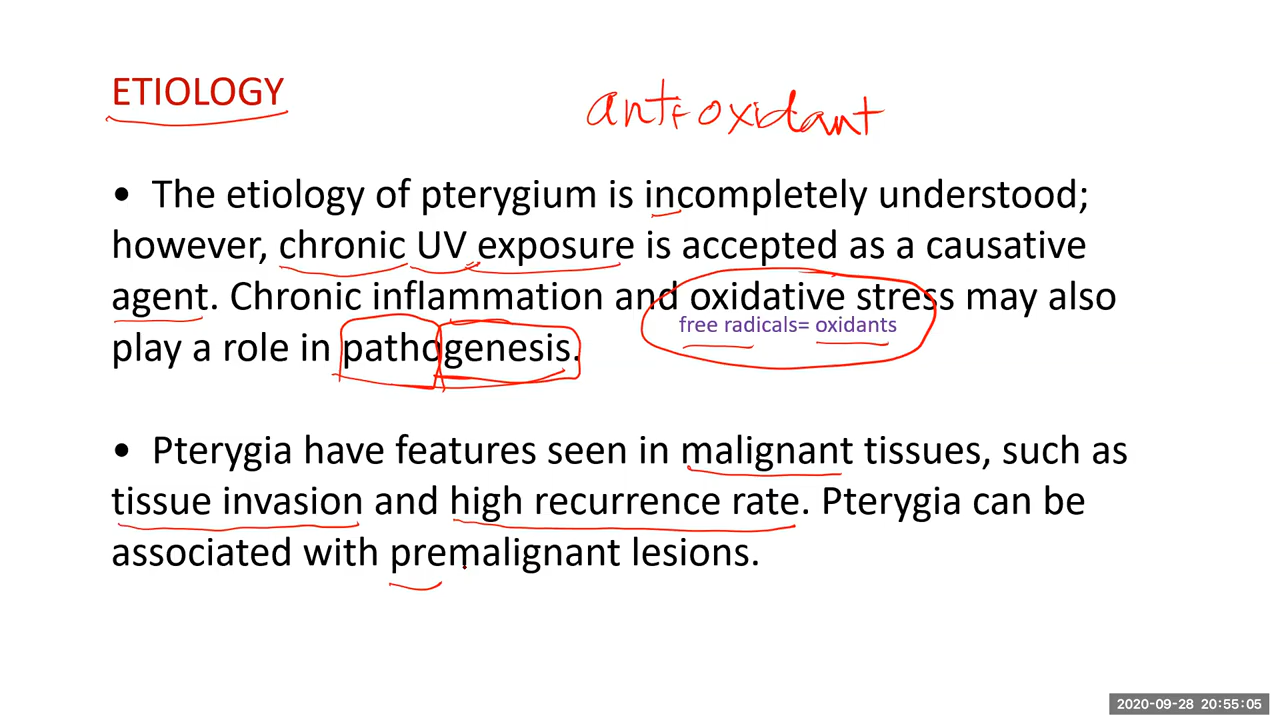 ETIOLOGY
antioxidant
• The etiology of pterygium is incompletely understood;
however, chronic UV exposure is accepted as a causative
agent. Chronic inflammation and oxidative stress may also
free radicals= oxidants
play a role in pathogenesis.
• Pterygia have features seen in malignant tissues, such as
tissue invasion and high recurrence rate. Pterygia can be
associated with premalignant lesions.
2020-09-28 20:55:05